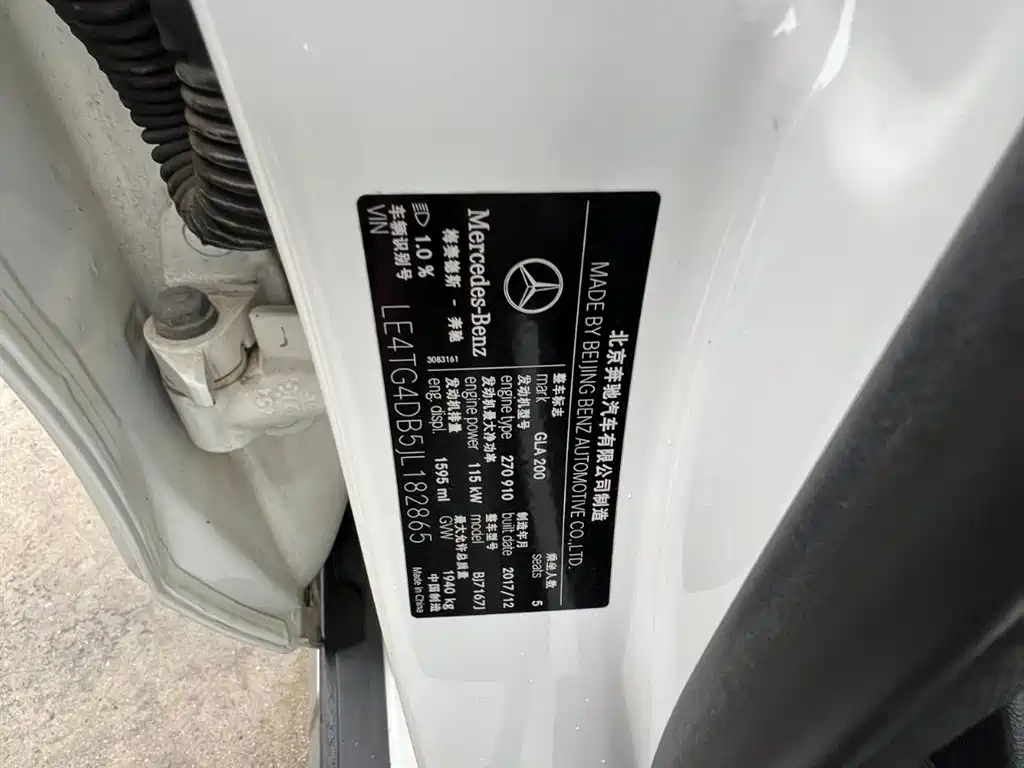 北京奔驰汽车有限公司制造
MADE BY BEIJING BENZ AUTOMOTIVE CO.,LTD.
Mercedes-Benz
梅赛德斯 - 奔驰
1.0 %
3083161
整车标志
mark GLA 200
乘坐人数
seats 5
发动机型号
engine type 270 910
制造年月
built date 2017/12
发动机最大净功率
engine power 115 kW
整车型号
model BJ7167J
发动机排量
eng. displ. 1595 ml
最大允许总质量
GVW 1940 kg
车辆识别号
VIN LE4TG4DB5JL182865
中国制造
Made in China
J